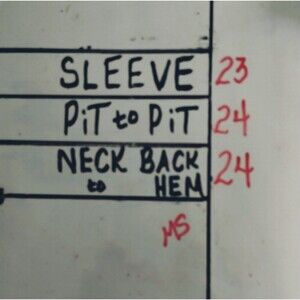 SLEEVE 23
PiT to PiT 24
NECK BACK 24
to HEM
MS